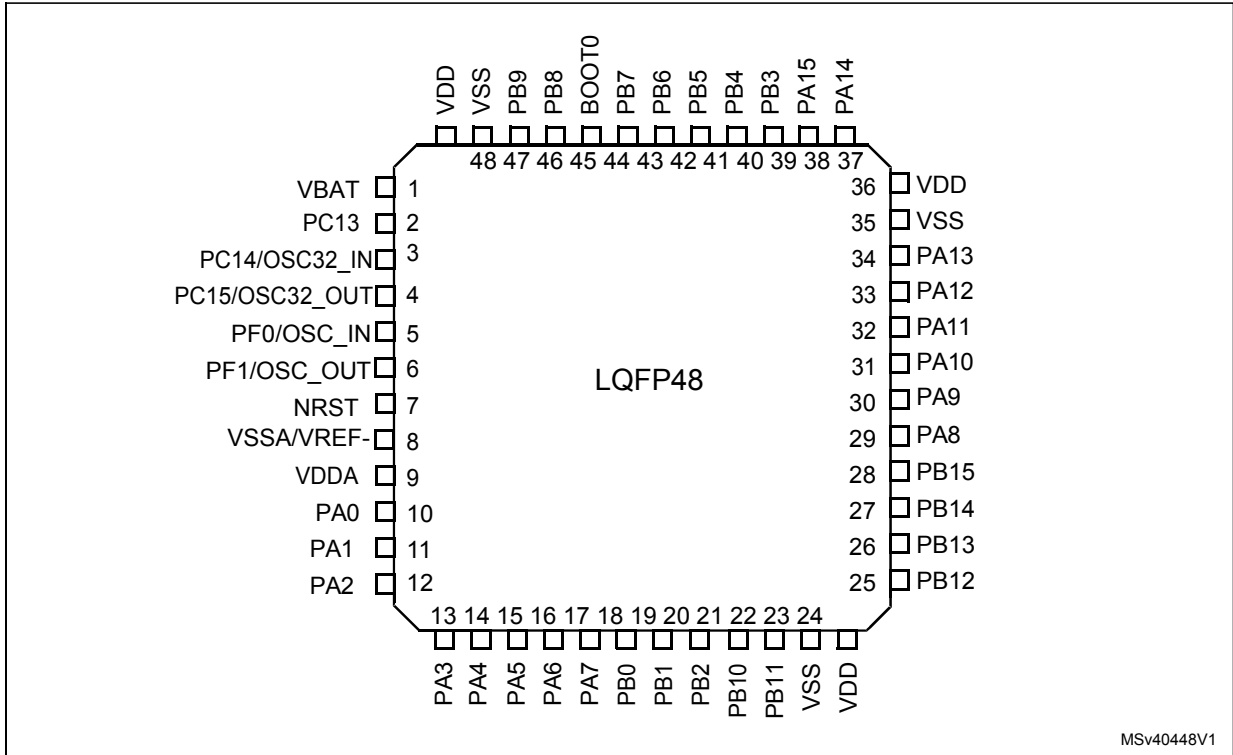 VDD VSS PB9 PB8 BOOT0 PB7 PB6 PB5 PB4 PB3 PA15 PA14
48 47 46 45 44 43 42 41 40 39 38 37
VBAT 1 36 VDD
PC13 2 35 VSS
PC14/OSC32_IN 3 34 PA13
PC15/OSC32_OUT 4 33 PA12
PF0/OSC_IN 5 32 PA11
PF1/OSC_OUT 6 31 PA10
LQFP48
NRST 7 30 PA9
VSSA/VREF- 8 29 PA8
VDDA 9 28 PB15
PA0 10 27 PB14
PA1 11 26 PB13
PA2 12 25 PB12
13 14 15 16 17 18 19 20 21 22 23 24
PA3 PA4 PA5 PA6 PA7 PB0 PB1 PB2 PB10 PB11 VSS VDD
MSv40448V1